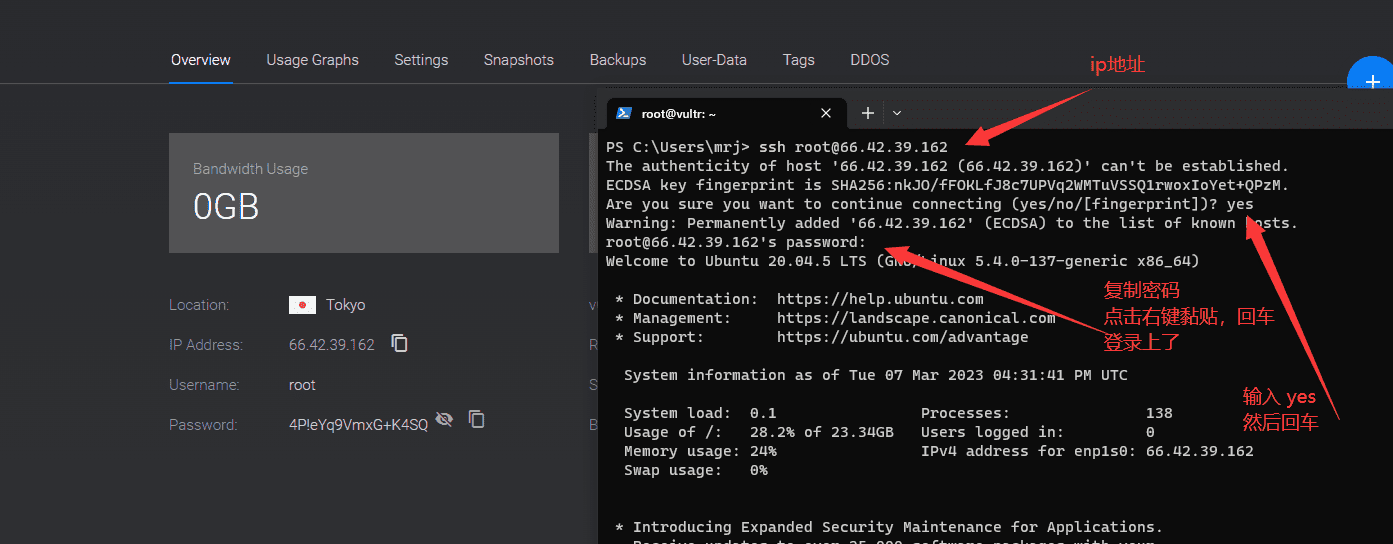 Overview Usage Graphs Settings Snapshots Backups User-Data Tags DDOS
ip地址
+
root@vultr: ~
Bandwidth Usage
0GB
Location: Tokyo
IP Address: 66.42.39.162
Username: root
Password: 4P!eYq9VmxG+K4SQ
PS C:\Users\mrj> ssh root@66.42.39.162
The authenticity of host '66.42.39.162 (66.42.39.162)' can't be established.
ECDSA key fingerprint is SHA256:nkJO/fFOKLfJ8c7UPVq2WMTuVSSQ1rwoxIoYet+QPzM.
Are you sure you want to continue connecting (yes/no/[fingerprint])? yes
Warning: Permanently added '66.42.39.162' (ECDSA) to the list of known hosts.
root@66.42.39.162's password:
Welcome to Ubuntu 20.04.5 LTS (GNU/Linux 5.4.0-137-generic x86_64)
* Documentation: https://help.ubuntu.com
* Management: https://landscape.canonical.com
* Support: https://ubuntu.com/advantage
复制密码
点击右键黏贴，回车
登录上了
System information as of Tue 07 Mar 2023 04:31:41 PM UTC
System load: 0.1 Processes: 138
Usage of /: 28.2% of 23.34GB Users logged in: 0
Memory usage: 24% IPv4 address for enp1s0: 66.42.39.162
Swap usage: 0%
输入 yes
然后回车
* Introducing Expanded Security Maintenance for Applications.